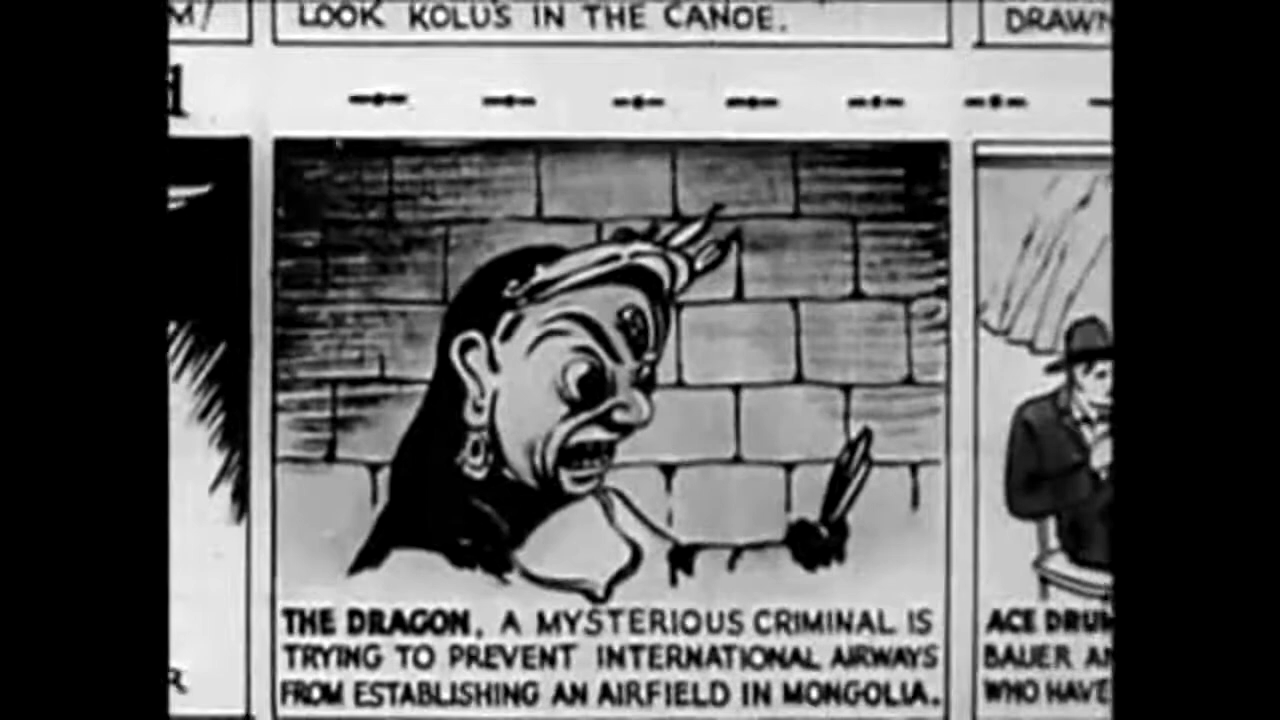 M/
LOOK KOLUS IN THE CANOE.
DRAWN
d
THE DRAGON, A MYSTERIOUS CRIMINAL IS
TRYING TO PREVENT INTERNATIONAL AIRWAYS
FROM ESTABLISHING AN AIRFIELD IN MONGOLIA.
R
ACE DRUM
BAUER AN
WHO HAVE